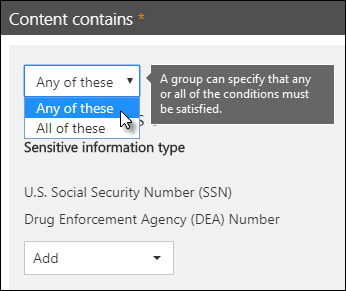 Content contains *
Any of these
A group can specify that any
or all of the conditions must
be satisfied.
Any of these
All of these
Sensitive information type
U.S. Social Security Number (SSN)
Drug Enforcement Agency (DEA) Number
Add